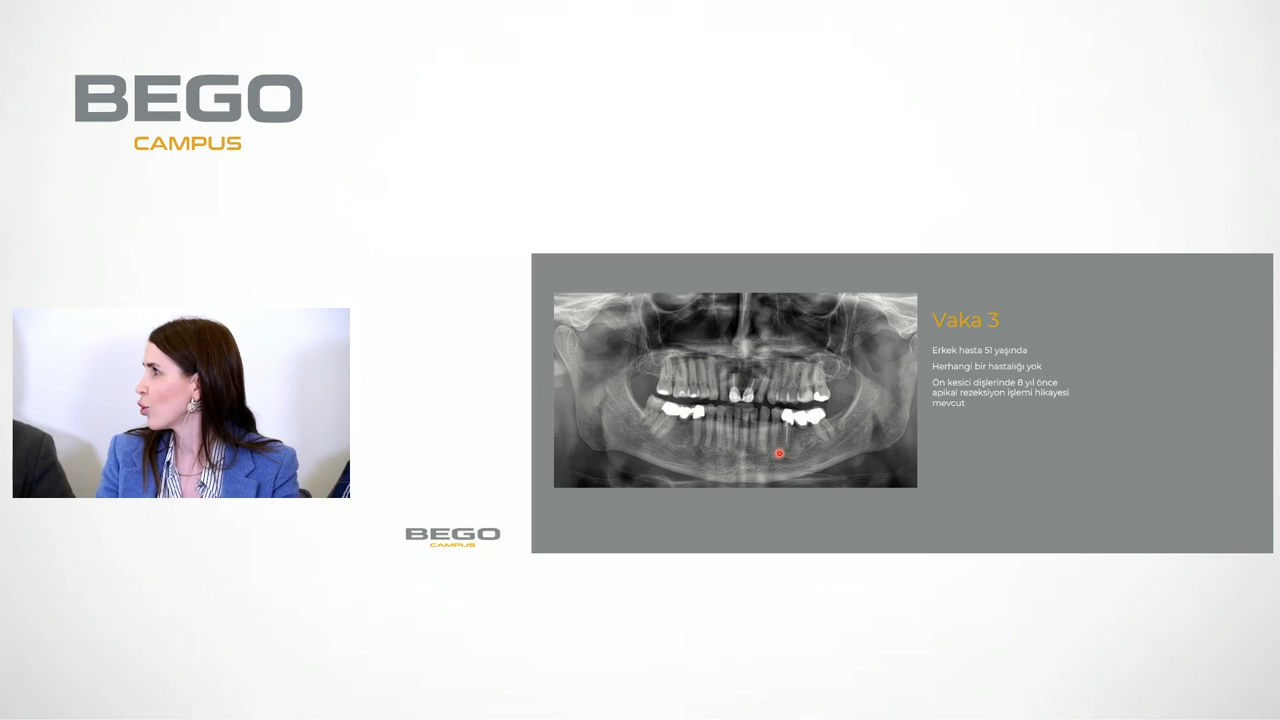 BEGO
CAMPUS
Vaka 3
Erkek hasta 51 yaşında
Herhangi bir hastalığı yok
Ön kesici dişlerinde 8 yıl önce
apikal rezeksiyon işlemi hikayesi
mevcut
BEGO
CAMPUS